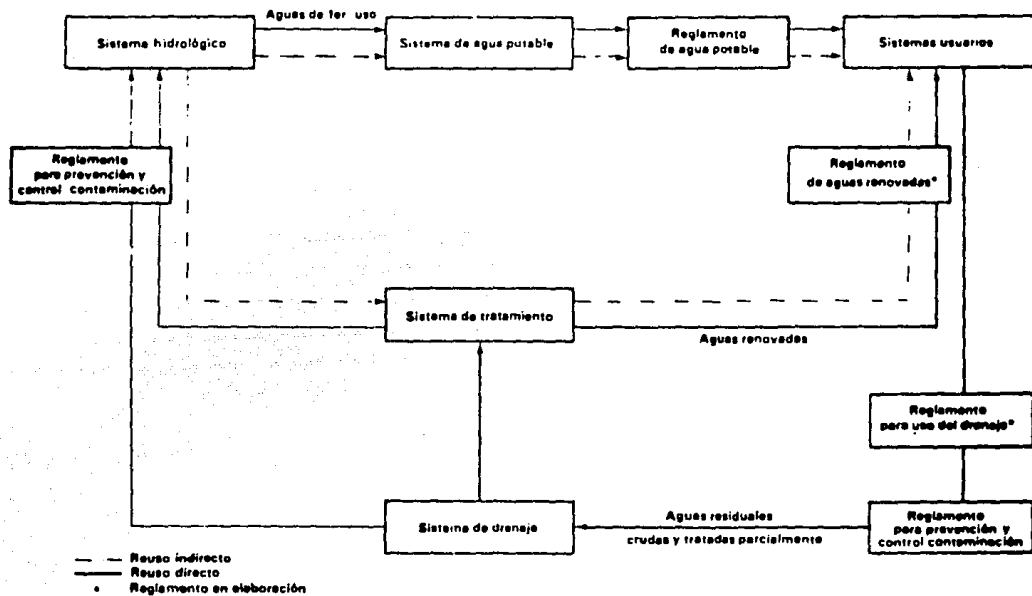 Aguas de 1er uso
Sistema hidrológico
Sistema de agua potable
Reglamento
de agua potable
Sistemas usuarios
Reglamento
para prevención y
control contaminación
Reglamento
de aguas renovadas*
Sistema de tratamiento
Aguas renovadas
Reglamento
para uso del drenaje*
Sistema de drenaje
Aguas residuales
crudas y tratadas parcialmente
Reglamento
para prevención y
control contaminación
Reuso indirecto
Reuso directo
* Reglamento en elaboración